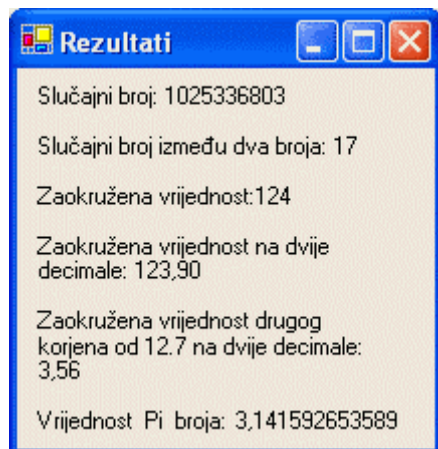 Rezultati
Slučajni broj: 1025336803
Slučajni broj između dva broja: 17
Zaokružena vrijednost:124
Zaokružena vrijednost na dvije
decimale: 123,90
Zaokružena vrijednost drugog
korjena od 12.7 na dvije decimale:
3,56
Vrijednost Pi broja: 3,141592653589